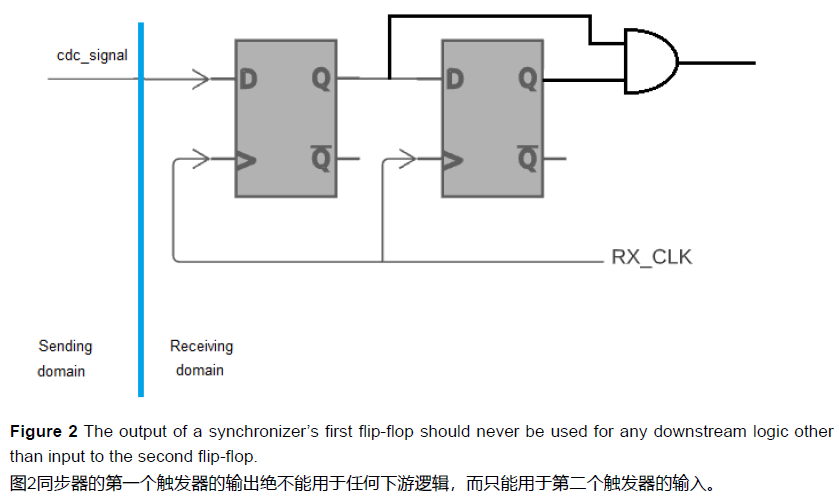 cdc_signal
D
Q
D
Q
Q
Q
RX_CLK
Sending
domain
Receiving
domain
Figure 2 The output of a synchronizer's first flip-flop should never be used for any downstream logic other
than input to the second flip-flop.
图2同步器的第一个触发器的输出绝不能用于任何下游逻辑，而只能用于第二个触发器的输入。